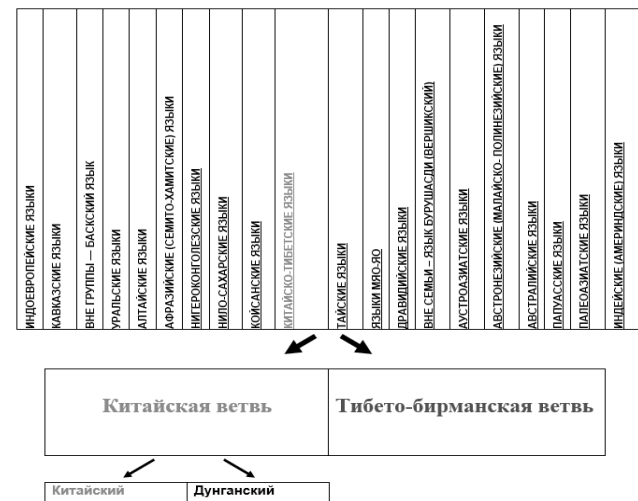 ИНДОЕВРОПЕЙСКИЕ ЯЗЫКИ
КАВКАЗСКИЕ ЯЗЫКИ
ВНЕ ГРУППЫ — БАСКСКИЙ ЯЗЫК
УРАЛЬСКИЕ ЯЗЫКИ
АЛТАЙСКИЕ ЯЗЫКИ
АФРАЗИЙСКИЕ (СЕМИТО-ХАМИТСКИЕ) ЯЗЫКИ
НИГЕРОКОНГОЛЕЗСКИЕ ЯЗЫКИ
НИЛО-САХАРСКИЕ ЯЗЫКИ
КОЙСАНСКИЕ ЯЗЫКИ
КИТАЙСКО-ТИБЕТСКИЕ ЯЗЫКИ
ТАЙСКИЕ ЯЗЫКИ
ЯЗЫКИ МЯО-ЯО
ДРАВИДИЙСКИЕ ЯЗЫКИ
ВНЕ СЕМЬИ – ЯЗЫК БУРУШАСДИ (ВЕРШИКСКИЙ)
АУСТРОАЗИАТСКИЕ ЯЗЫКИ
АВСТРОНЕЗИЙСКИЕ (МАЛАЙСКО- ПОЛИНЕЗИЙСКИЕ) ЯЗЫКИ
АВСТРАЛИЙСКИЕ ЯЗЫКИ
ПАПУАССКИЕ ЯЗЫКИ
ПАЛЕОАЗИАТСКИЕ ЯЗЫКИ
ИНДЕЙСКИЕ (АМЕРИНДСКИЕ) ЯЗЫКИ
Китайская ветвь
Тибето-бирманская ветвь
Китайский
Дунганский